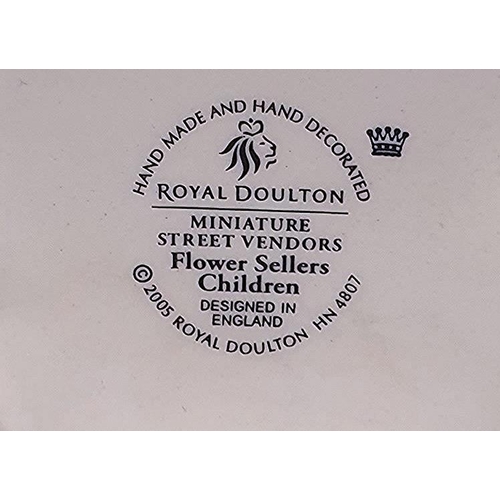 HAND MADE AND HAND DECORATED
ROYAL DOULTON
MINIATURE
STREET VENDORS
Flower Sellers
Children
DESIGNED IN
ENGLAND
© 2005 ROYAL DOULTON HN 4807